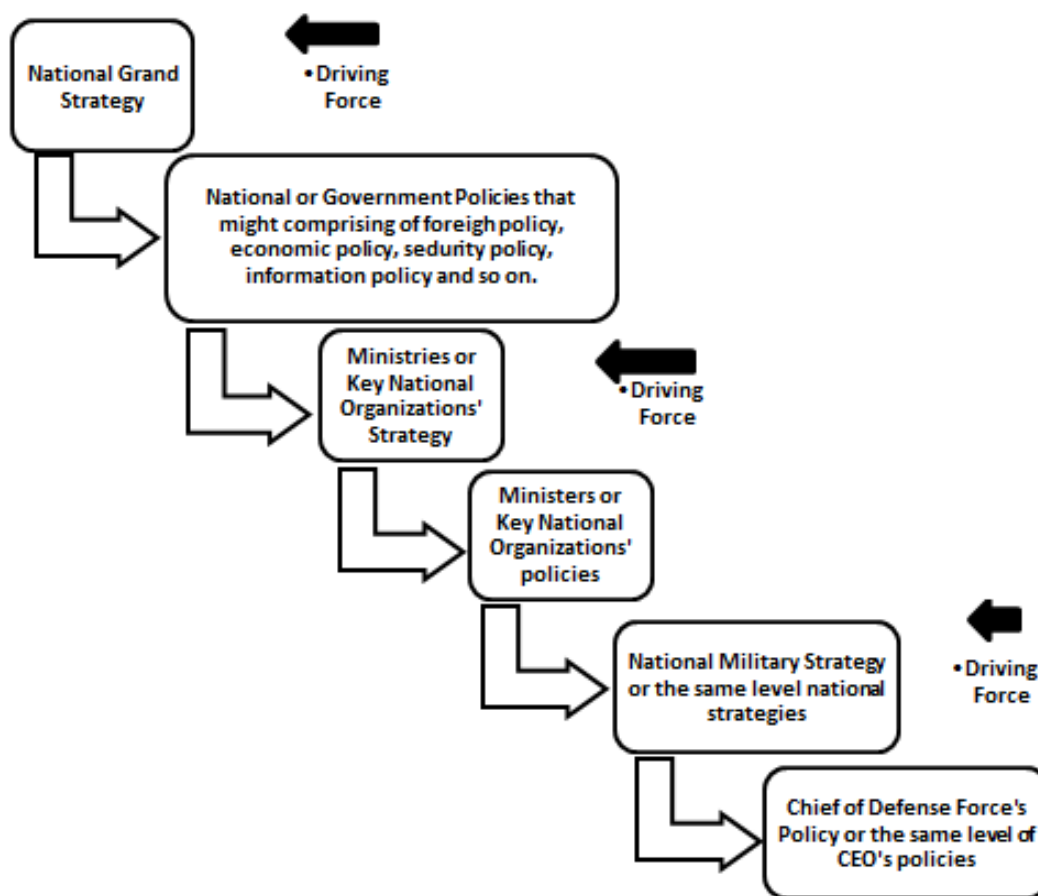 National Grand
Strategy
•Driving
Force
National or Government Policies that
might comprising of foreigh policy,
economic policy, sedurity policy,
information policy and so on.
Ministries or
Key National
Organizations'
Strategy
•Driving
Force
Ministers or
Key National
Organizations'
policies
National Military Strategy
or the same level national
strategies
•Driving
Force
Chief of Defense Force's
Policy or the same level of
CEO's policies